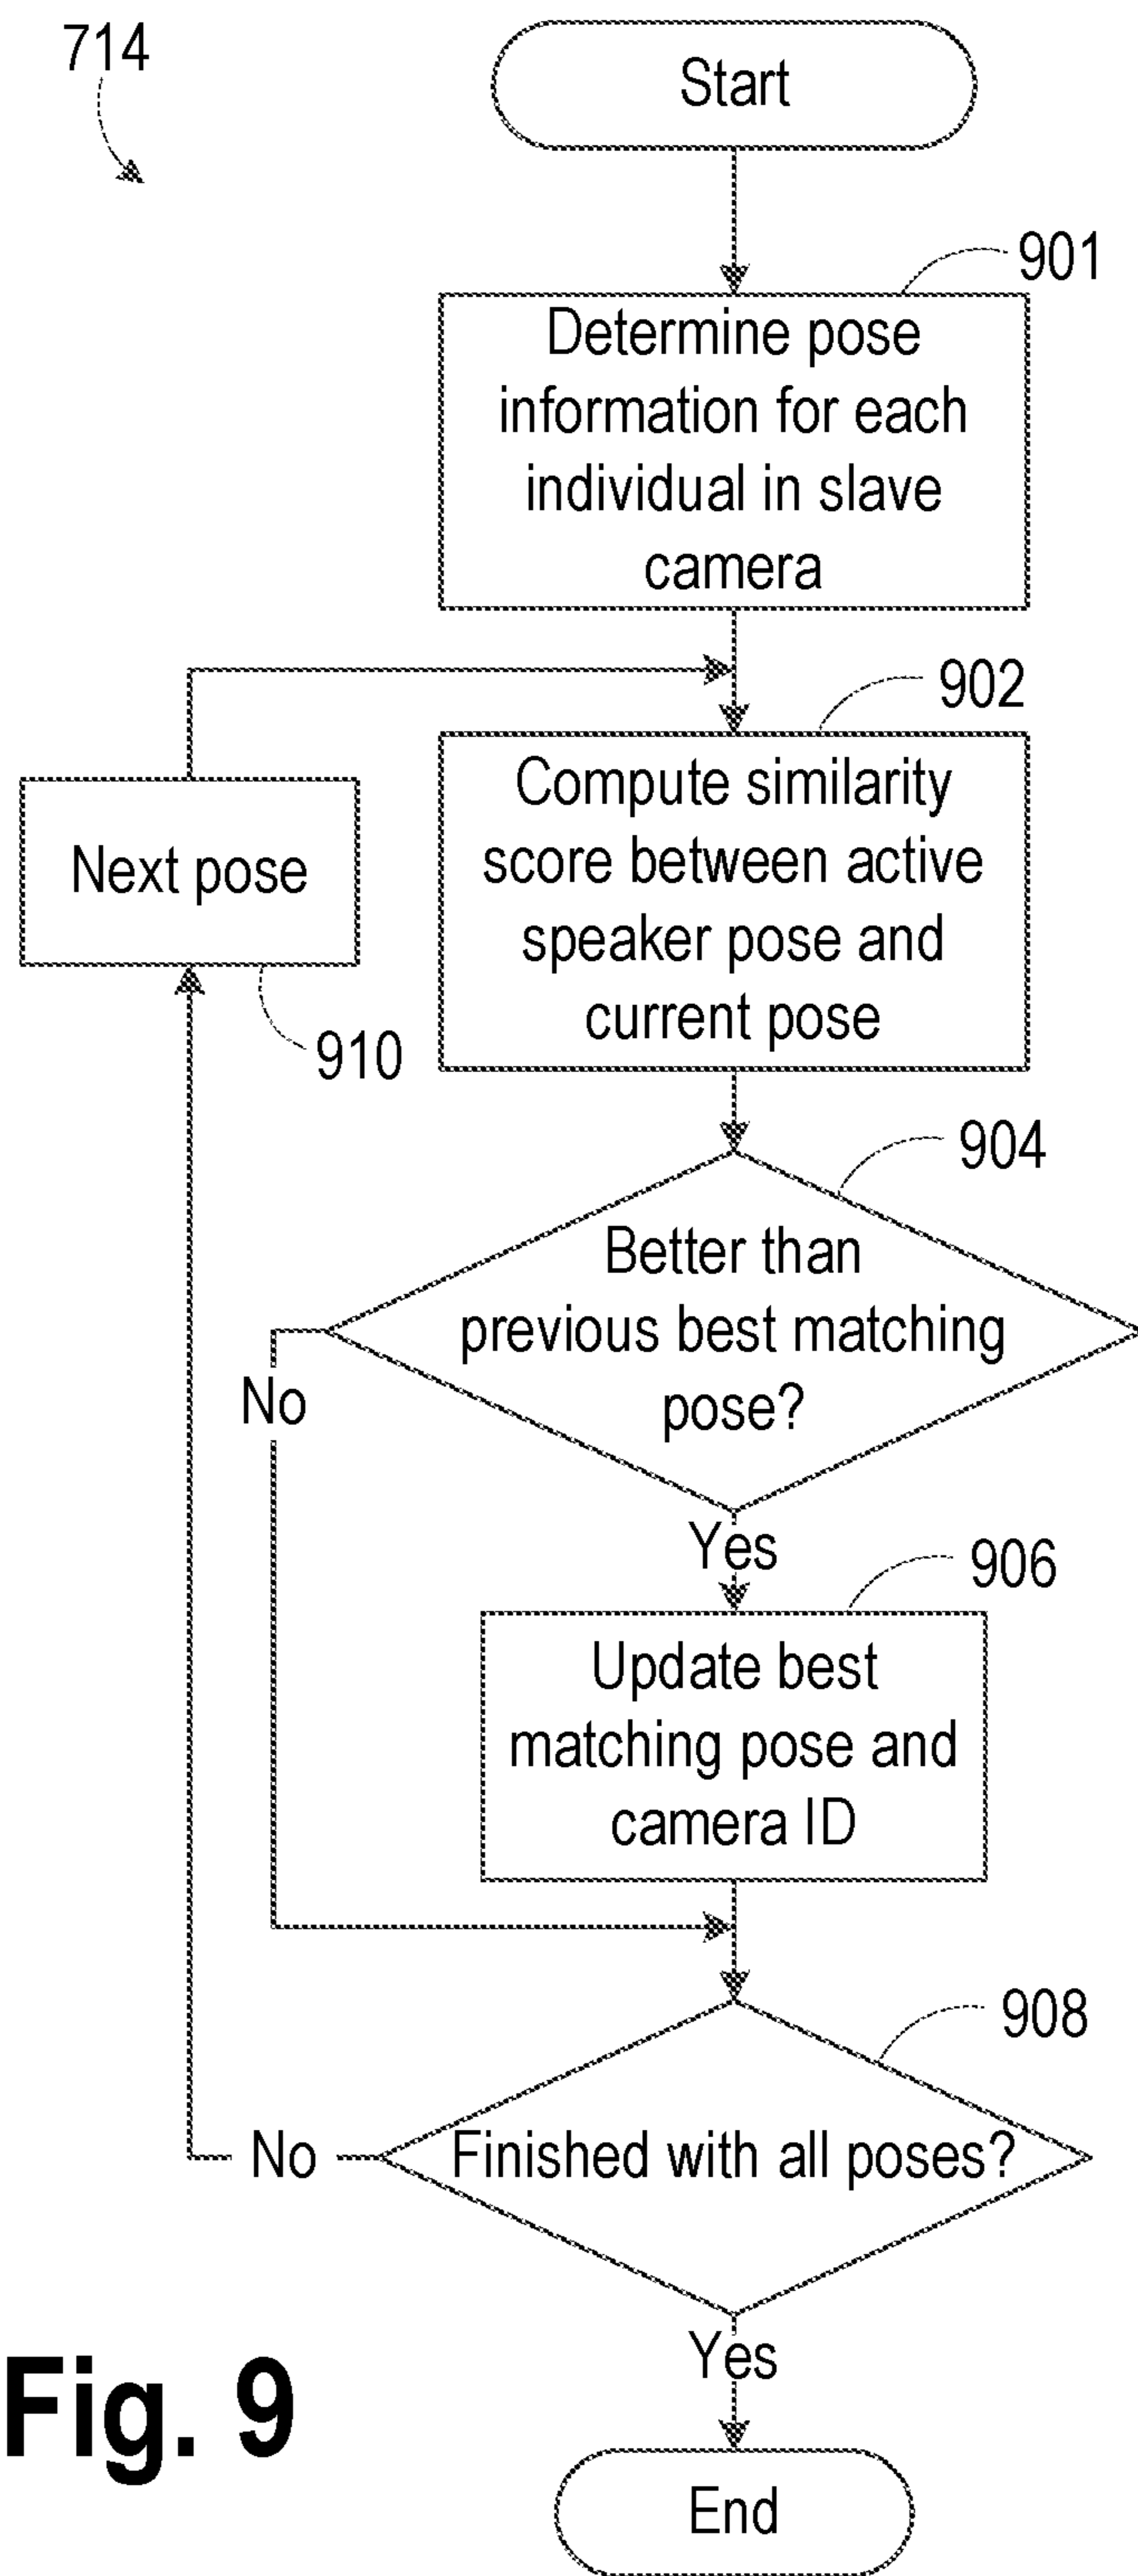 714
Start
901
Determine pose
information for each
individual in slave
camera
902
Compute similarity
score between active
speaker pose and
current pose
Next pose
910
904
Better than
previous best matching
pose?
No
Yes
906
Update best
matching pose and
camera ID
908
Finished with all poses?
No
Yes
End
Fig. 9